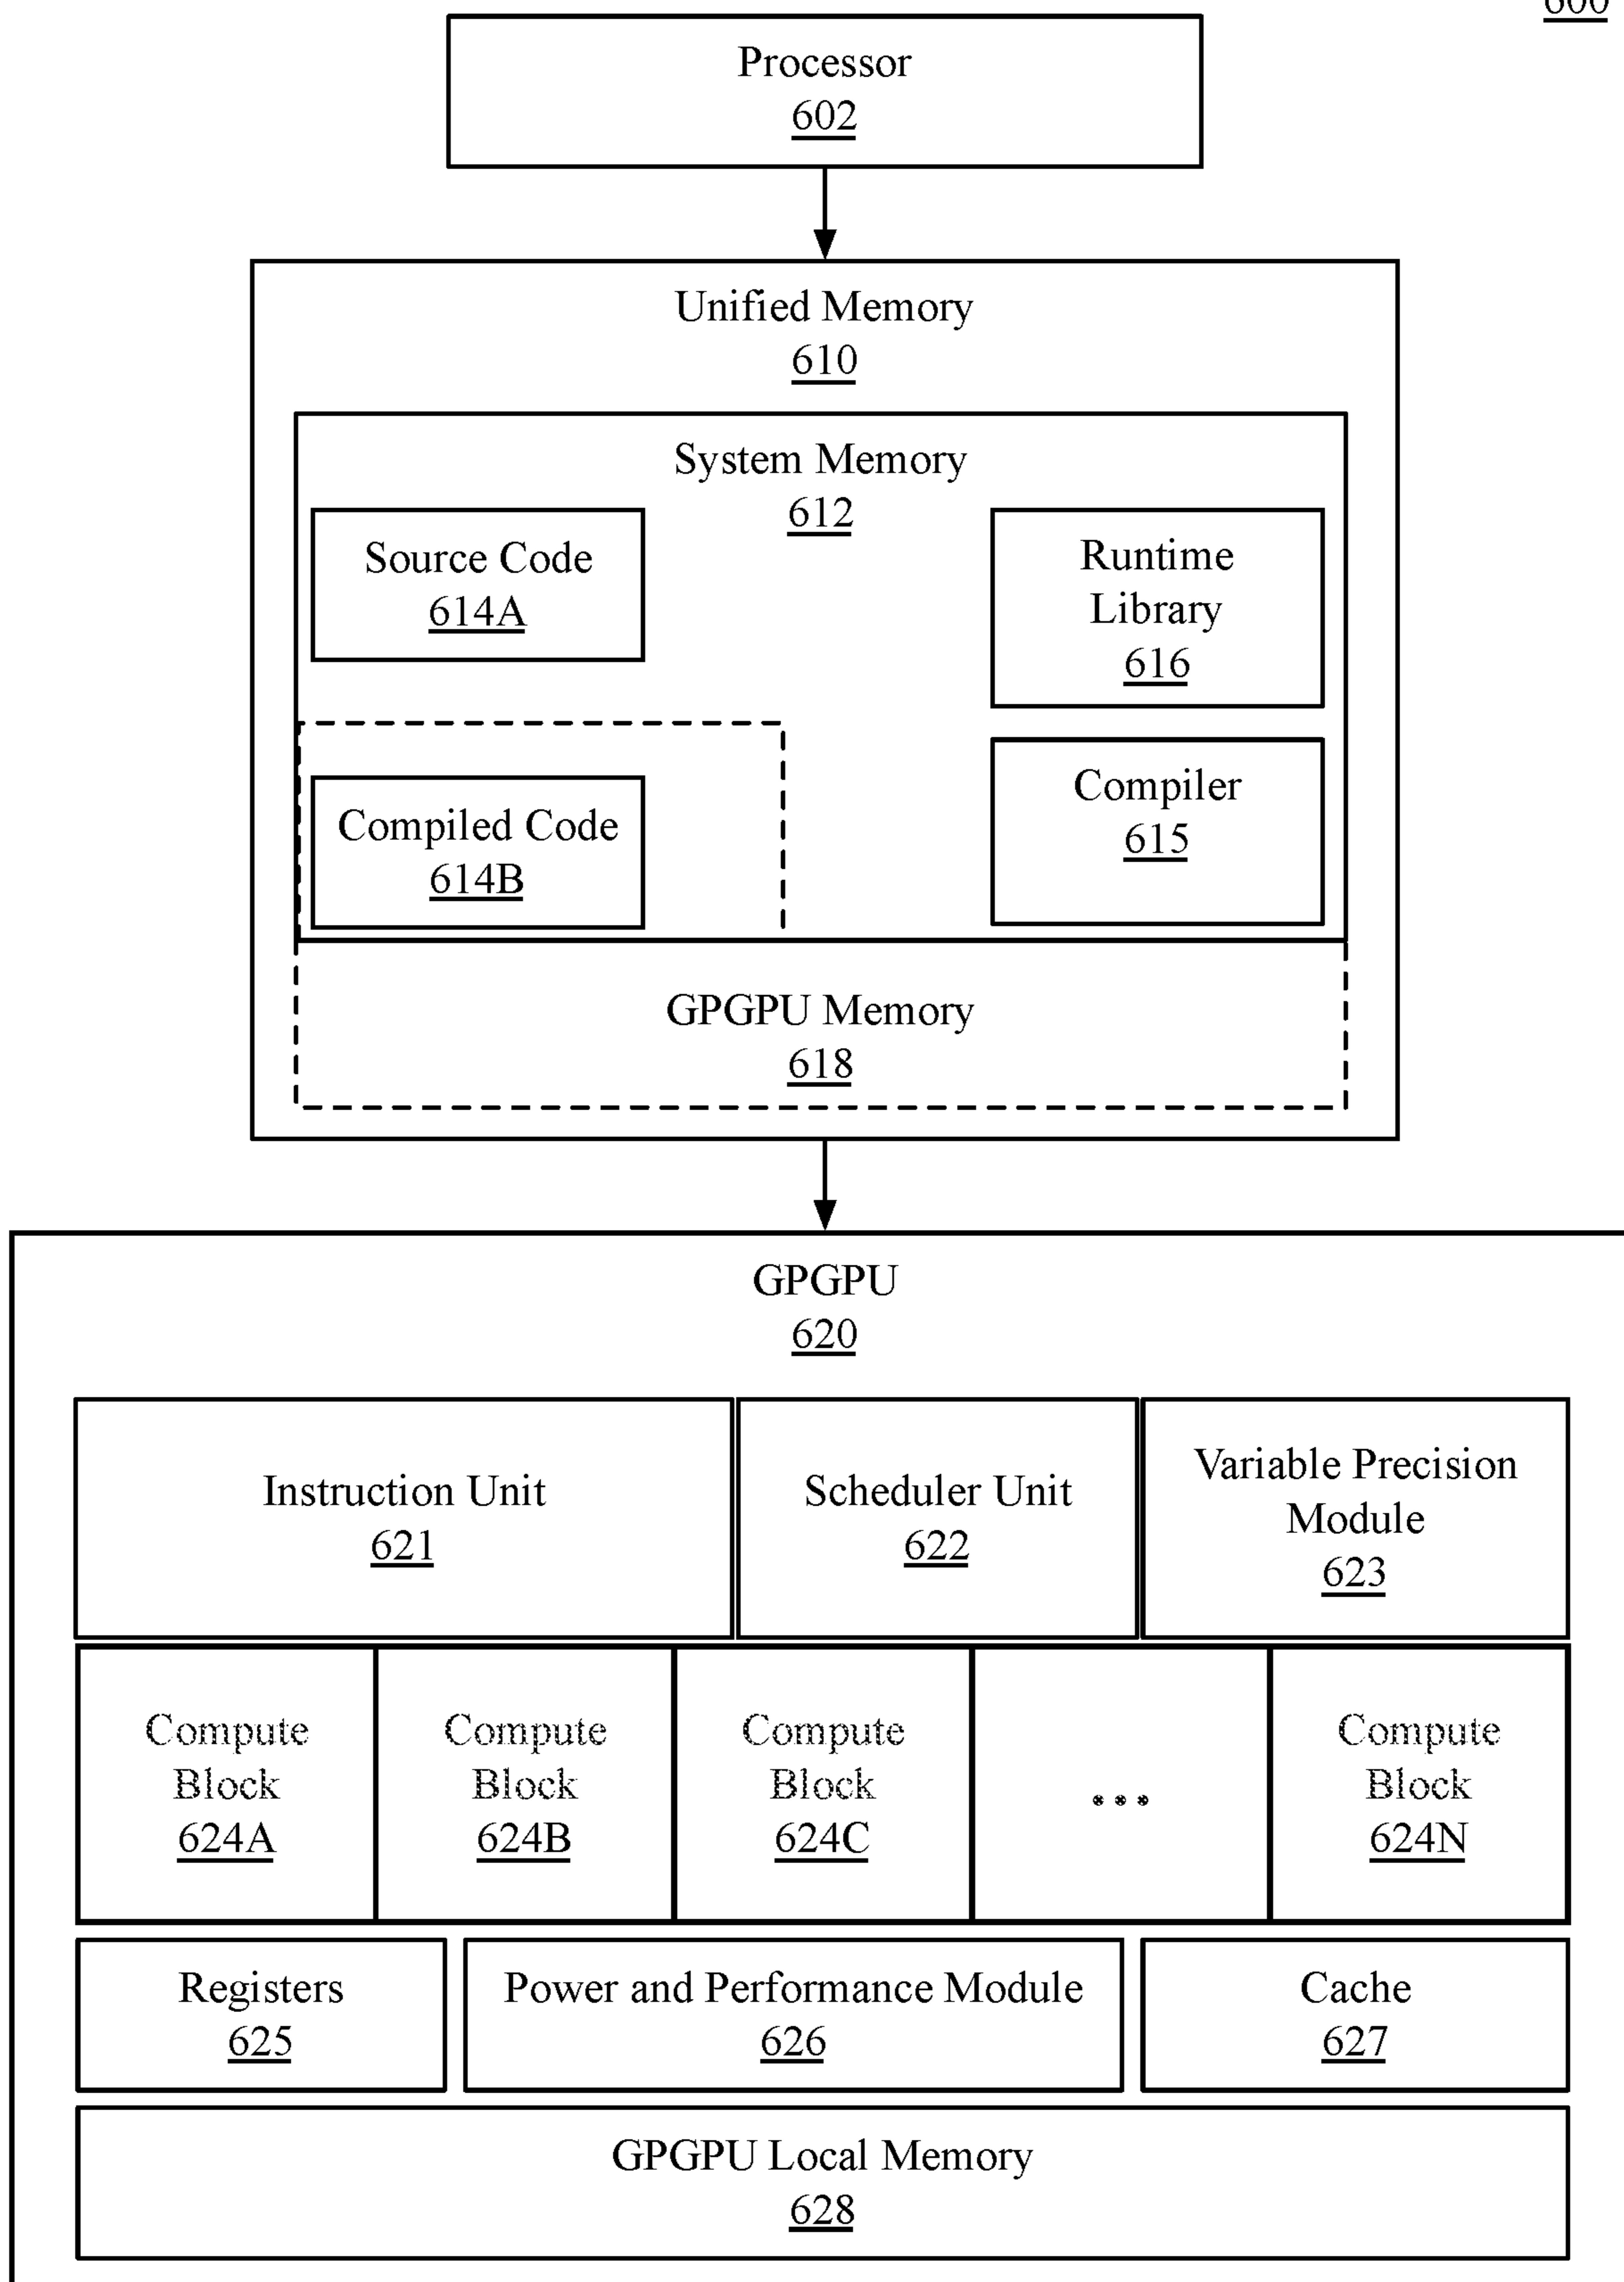 600
Processor
602
Unified Memory
610
System Memory
612
Source Code
614A
Runtime
Library
616
Compiled Code
614B
Compiler
615
GPGPU Memory
618
GPGPU
620
Instruction Unit
621
Scheduler Unit
622
Variable Precision
Module
623
Compute
Block
624A
Compute
Block
624B
Compute
Block
624C
...
Compute
Block
624N
Registers
625
Power and Performance Module
626
Cache
627
GPGPU Local Memory
628